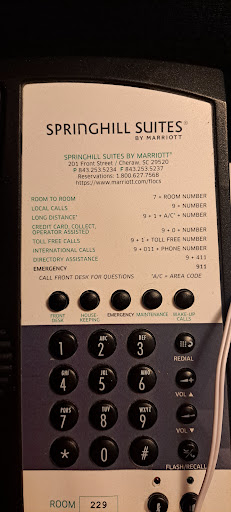 SPRINGHILL SUITES®
BY MARRIOTT
SPRINGHILL SUITES BY MARRIOTT®
201 Front Street / Cheraw, SC 29520
P 843.253.5234 F 843.253.5237
Reservations: 1.800.627.7568
https://www.marriott.com/flocs
ROOM TO ROOM 7 + ROOM NUMBER
LOCAL CALLS 9 + NUMBER
LONG DISTANCE* 9 + 1 + A/C* + NUMBER
CREDIT CARD, COLLECT,
OPERATOR ASSISTED 9 + 0 + NUMBER
TOLL FREE CALLS 9 + 1 + TOLL FREE NUMBER
INTERNATIONAL CALLS 9 + 011 + PHONE NUMBER
DIRECTORY ASSISTANCE 9 + 411
EMERGENCY 911
CALL FRONT DESK FOR QUESTIONS *A/C = AREA CODE
FRONT DESK HOUSE-KEEPING EMERGENCY MAINTENANCE WAKE-UP CALLS
1 ABC 2 DEF 3
REDIAL
GHI 4 JKL 5 MNO 6
VOL ▲
PQRS 7 TUV 8 WXYZ 9
VOL ▼
* 0 #
FLASH/RECALL
ROOM 229